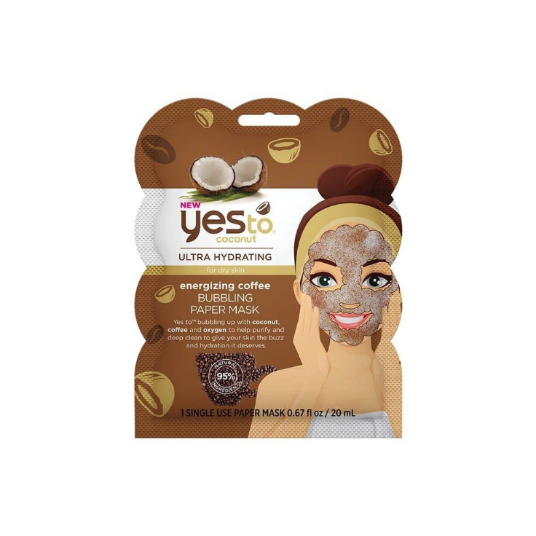 NEW
yesto
coconut
ULTRA HYDRATING
for dry skin
energizing coffee
BUBBLING
PAPER MASK
Yes to™ bubbling up with coconut,
coffee and oxygen to help purify and
deep clean to give your skin the buzz
and hydration it deserves.
95%
1 SINGLE USE PAPER MASK 0.67 fl oz / 20 mL